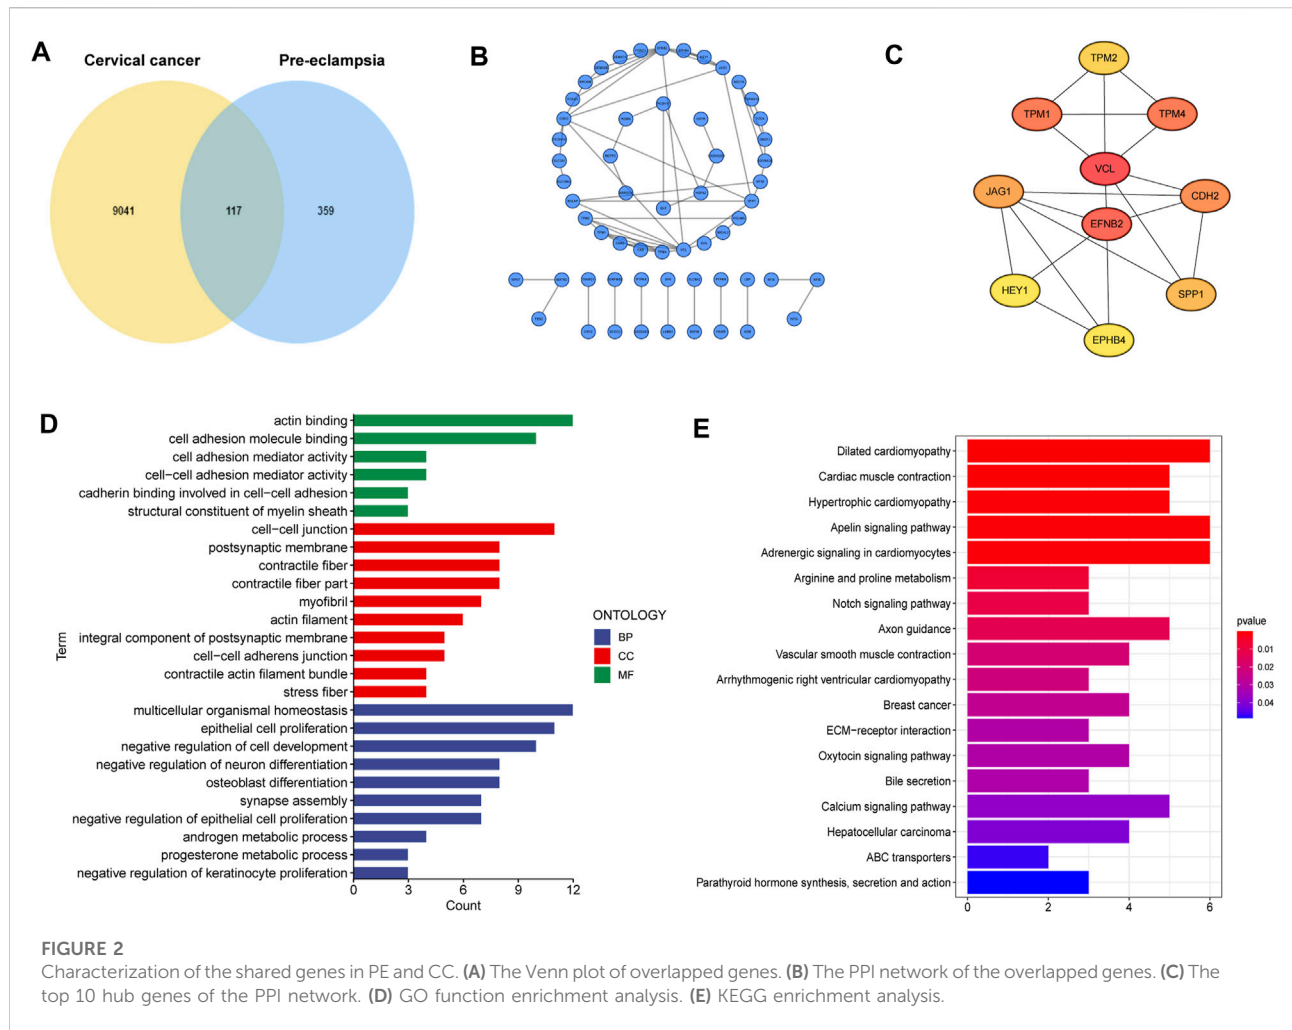 A
Cervical cancer
Pre-eclampsia
9041
117
359
B
C
TPM2
TPM1
TPM4
VCL
JAG1
CDH2
EFNB2
HEY1
SPP1
EPHB4
D
actin binding
cell adhesion molecule binding
cell adhesion mediator activity
cell−cell adhesion mediator activity
cadherin binding involved in cell−cell adhesion
structural constituent of myelin sheath
cell−cell junction
postsynaptic membrane
contractile fiber
contractile fiber part
myofibril
actin filament
integral component of postsynaptic membrane
cell−cell adherens junction
contractile actin filament bundle
stress fiber
multicellular organismal homeostasis
epithelial cell proliferation
negative regulation of cell development
negative regulation of neuron differentiation
osteoblast differentiation
synapse assembly
negative regulation of epithelial cell proliferation
androgen metabolic process
progesterone metabolic process
negative regulation of keratinocyte proliferation
Term
0 3 6 9 12
Count
ONTOLOGY
BP
CC
MF
E
Dilated cardiomyopathy
Cardiac muscle contraction
Hypertrophic cardiomyopathy
Apelin signaling pathway
Adrenergic signaling in cardiomyocytes
Arginine and proline metabolism
Notch signaling pathway
Axon guidance
Vascular smooth muscle contraction
Arrhythmogenic right ventricular cardiomyopathy
Breast cancer
ECM−receptor interaction
Oxytocin signaling pathway
Bile secretion
Calcium signaling pathway
Hepatocellular carcinoma
ABC transporters
Parathyroid hormone synthesis, secretion and action
0 2 4 6
pvalue
0.01
0.02
0.03
0.04
FIGURE 2
Characterization of the shared genes in PE and CC. (A) The Venn plot of overlapped genes. (B) The PPI network of the overlapped genes. (C) The
top 10 hub genes of the PPI network. (D) GO function enrichment analysis. (E) KEGG enrichment analysis.